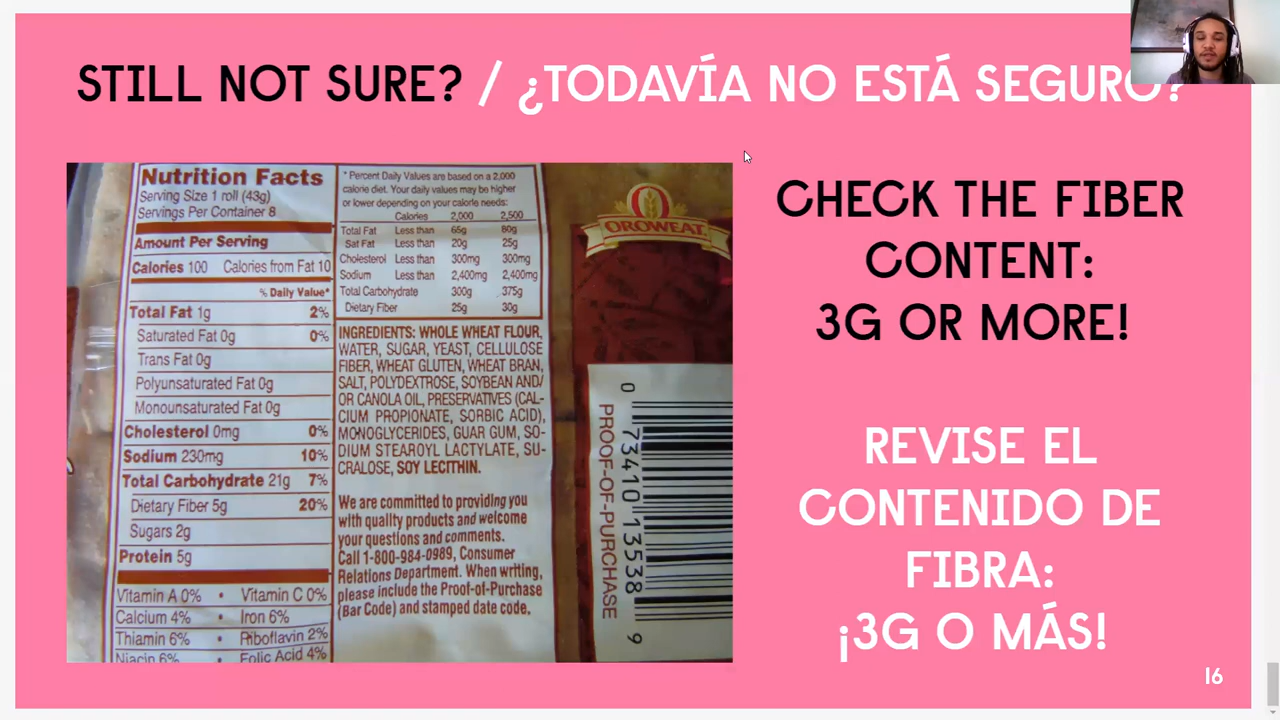 STILL NOT SURE? / ¿TODAVÍA NO ESTÁ SEGURO?
Nutrition Facts
Serving Size 1 roll (43g)
Servings Per Container 8
Amount Per Serving
Calories 100 Calories from Fat 10
% Daily Value*
Total Fat 1g 2%
Saturated Fat 0g 0%
Trans Fat 0g
Polyunsaturated Fat 0g
Monounsaturated Fat 0g
Cholesterol 0mg 0%
Sodium 230mg 10%
Total Carbohydrate 21g 7%
Dietary Fiber 5g 20%
Sugars 2g
Protein 5g
Vitamin A 0% • Vitamin C 0%
Calcium 4% • Iron 6%
Thiamin 6% • Riboflavin 2%
Niacin 6% Folic Acid 4%
* Percent Daily Values are based on a 2,000
calorie diet. Your daily values may be higher
or lower depending on your calorie needs:
Calories 2,000 2,500
Total Fat Less than 65g 80g
Sat Fat Less than 20g 25g
Cholesterol Less than 300mg 300mg
Sodium Less than 2,400mg 2,400mg
Total Carbohydrate 300g 375g
Dietary Fiber 25g 30g
INGREDIENTS: WHOLE WHEAT FLOUR,
WATER, SUGAR, YEAST, CELLULOSE
FIBER, WHEAT GLUTEN, WHEAT BRAN,
SALT, POLYDEXTROSE, SOYBEAN AND/
OR CANOLA OIL, PRESERVATIVES (CAL-
CIUM PROPIONATE, SORBIC ACID),
MONOGLYCERIDES, GUAR GUM, SO-
DIUM STEAROYL LACTYLATE, SU-
CRALOSE, SOY LECITHIN.
We are committed to providing you
with quality products and welcome
your questions and comments.
Call 1-800-984-0989, Consumer
Relations Department. When writing,
please include the Proof-of-Purchase
(Bar Code) and stamped date code.
OROWEAT
0 73410 13538 9
PROOF-OF-PURCHASE
CHECK THE FIBER
CONTENT:
3G OR MORE!
REVISE EL
CONTENIDO DE
FIBRA:
¡3G O MÁS!
16